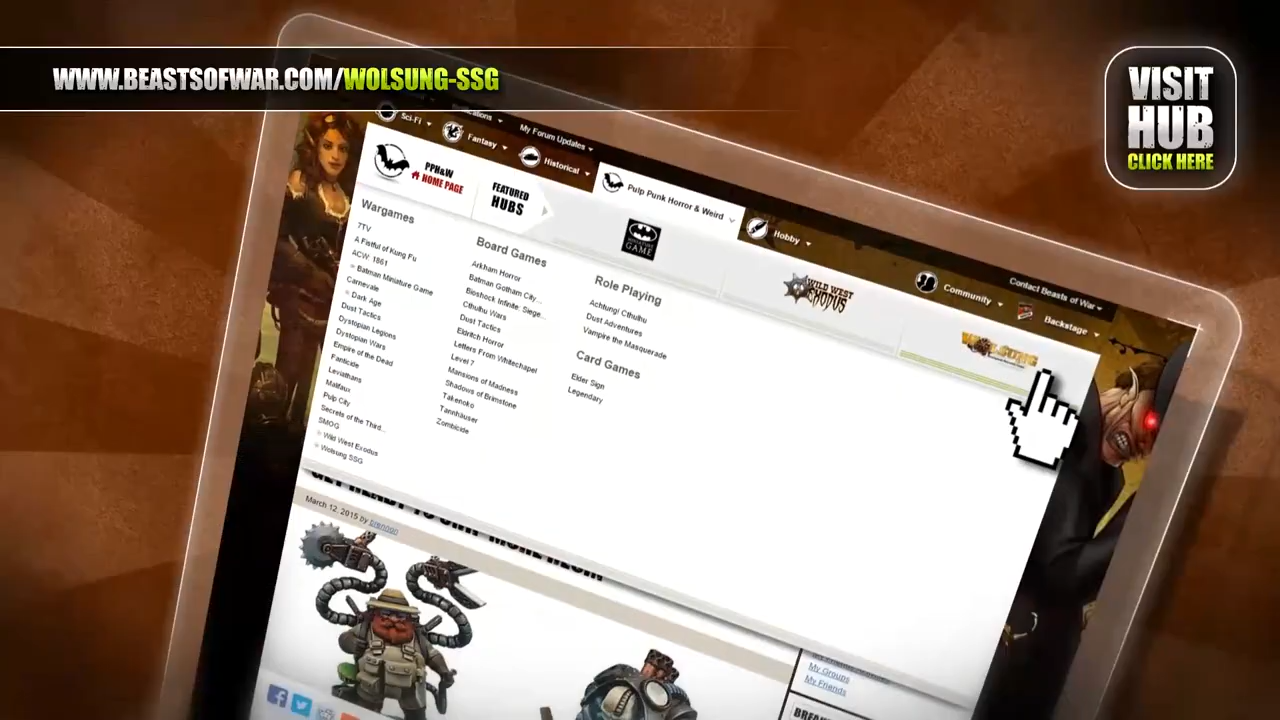 WWW.BEASTSOFWAR.COM/WOLSUNG-SSG
VISIT
HUB
CLICK HERE
My Forum Updates
Sci-Fi
Fantasy
Historical
Pulp Punk Horror & Weird
Hobby
Community
Contact Beasts of War
Backstage
PPH&W
HOME PAGE
FEATURED
HUBS
MINIATURE
GAME
WILD WEST
EXODUS
WOLSUNG
Wargames
7TV
A Fistful of Kung Fu
ACW 1861
Batman Miniature Game
Carnevale
Dark Age
Dust Tactics
Dystopian Legions
Dystopian Wars
Empire of the Dead
Fanticide
Leviathans
Malifaux
Pulp City
Secrets of the Third...
SMOG
Wild West Exodus
Wolsung SSG
Board Games
Arkham Horror
Batman Gotham City...
Bioshock Infinite: Siege...
Cthulhu Wars
Dust Tactics
Eldritch Horror
Letters From Whitechapel
Level 7
Mansions of Madness
Shadows of Brimstone
Takenoko
Tannhäuser
Zombicide
Role Playing
Achtung! Cthulhu
Dust Adventures
Vampire the Masquerade
Card Games
Elder Sign
Legendary
March 12, 2015 by brennon
My Groups
My Friends